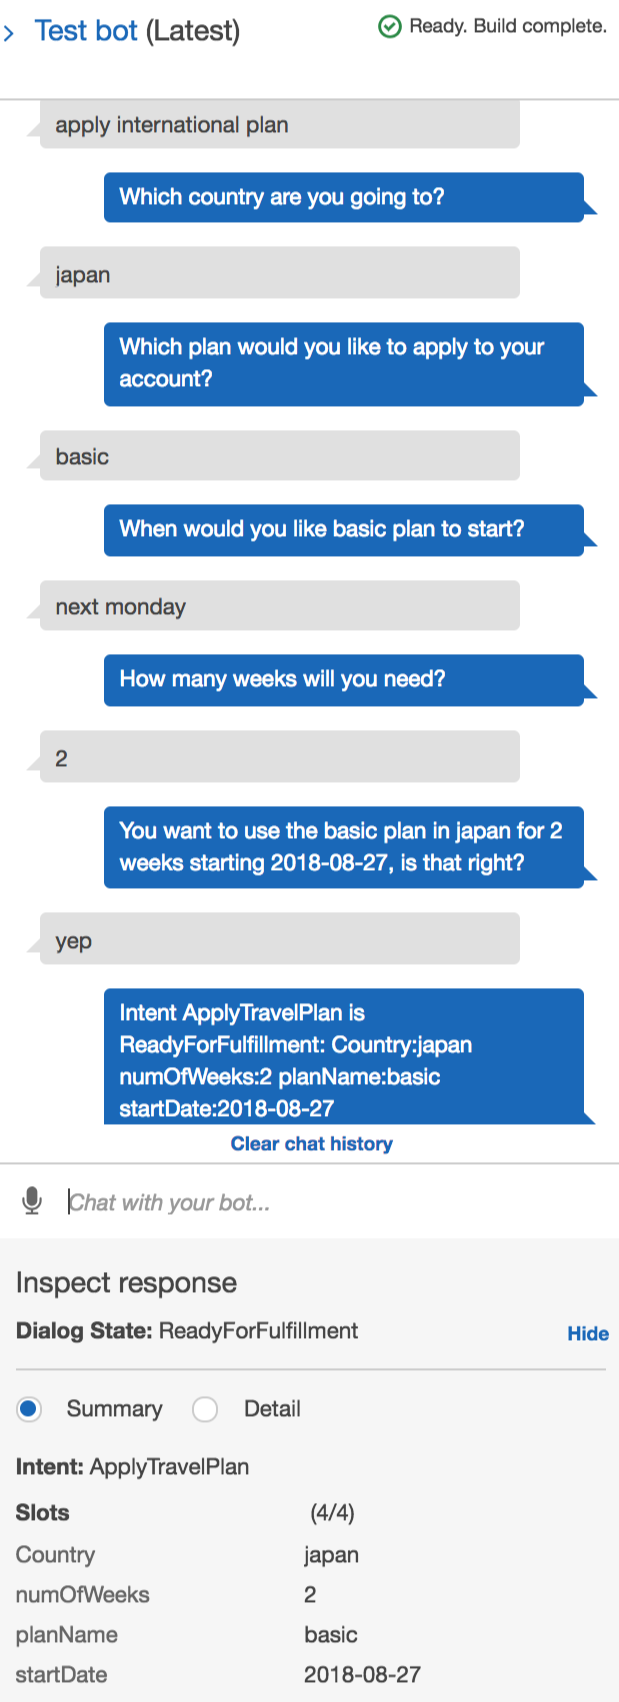 › Test bot (Latest)
Ready. Build complete.
apply international plan
Which country are you going to?
japan
Which plan would you like to apply to your
account?
basic
When would you like basic plan to start?
next monday
How many weeks will you need?
2
You want to use the basic plan in japan for 2
weeks starting 2018-08-27, is that right?
yep
Intent ApplyTravelPlan is
ReadyForFulfillment: Country:japan
numOfWeeks:2 planName:basic
startDate:2018-08-27
Clear chat history
Chat with your bot...
Inspect response
Dialog State: ReadyForFulfillment
Hide
Summary Detail
Intent: ApplyTravelPlan
Slots (4/4)
Country japan
numOfWeeks 2
planName basic
startDate 2018-08-27